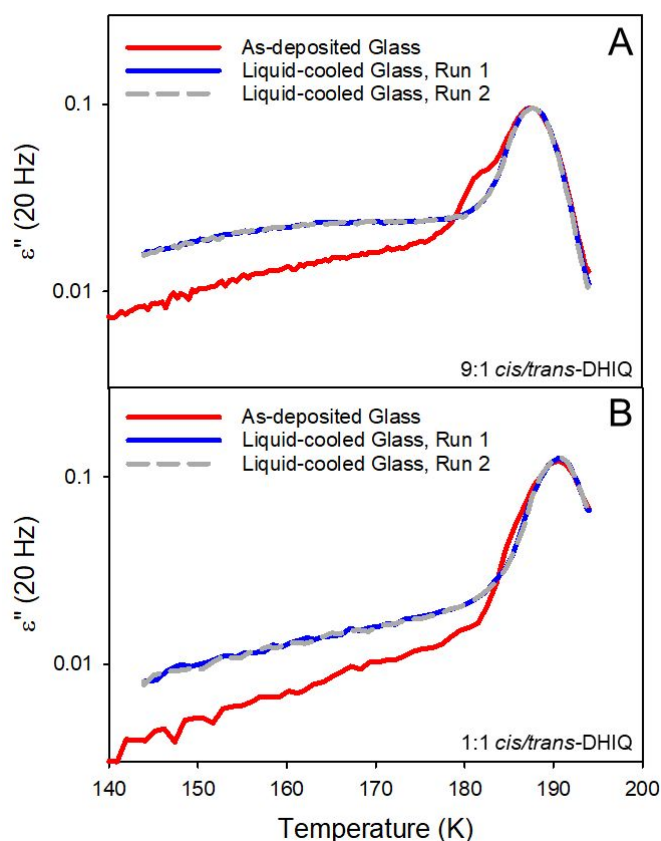 A
As-deposited Glass
Liquid-cooled Glass, Run 1
Liquid-cooled Glass, Run 2
0.1
0.01
ε" (20 Hz)
9:1 cis/trans-DHIQ
B
As-deposited Glass
Liquid-cooled Glass, Run 1
Liquid-cooled Glass, Run 2
0.1
0.01
ε" (20 Hz)
1:1 cis/trans-DHIQ
140 150 160 170 180 190 200
Temperature (K)